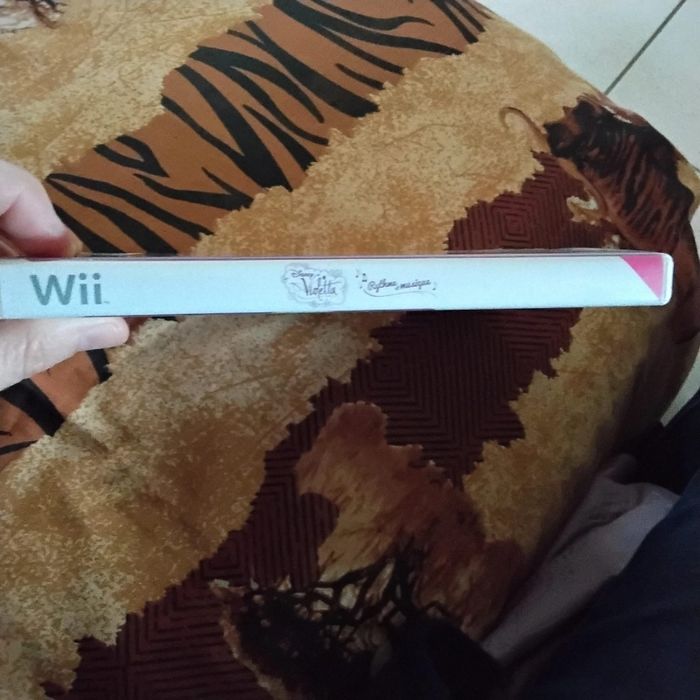 Wii
Disney
Violetta
Rythme et musique